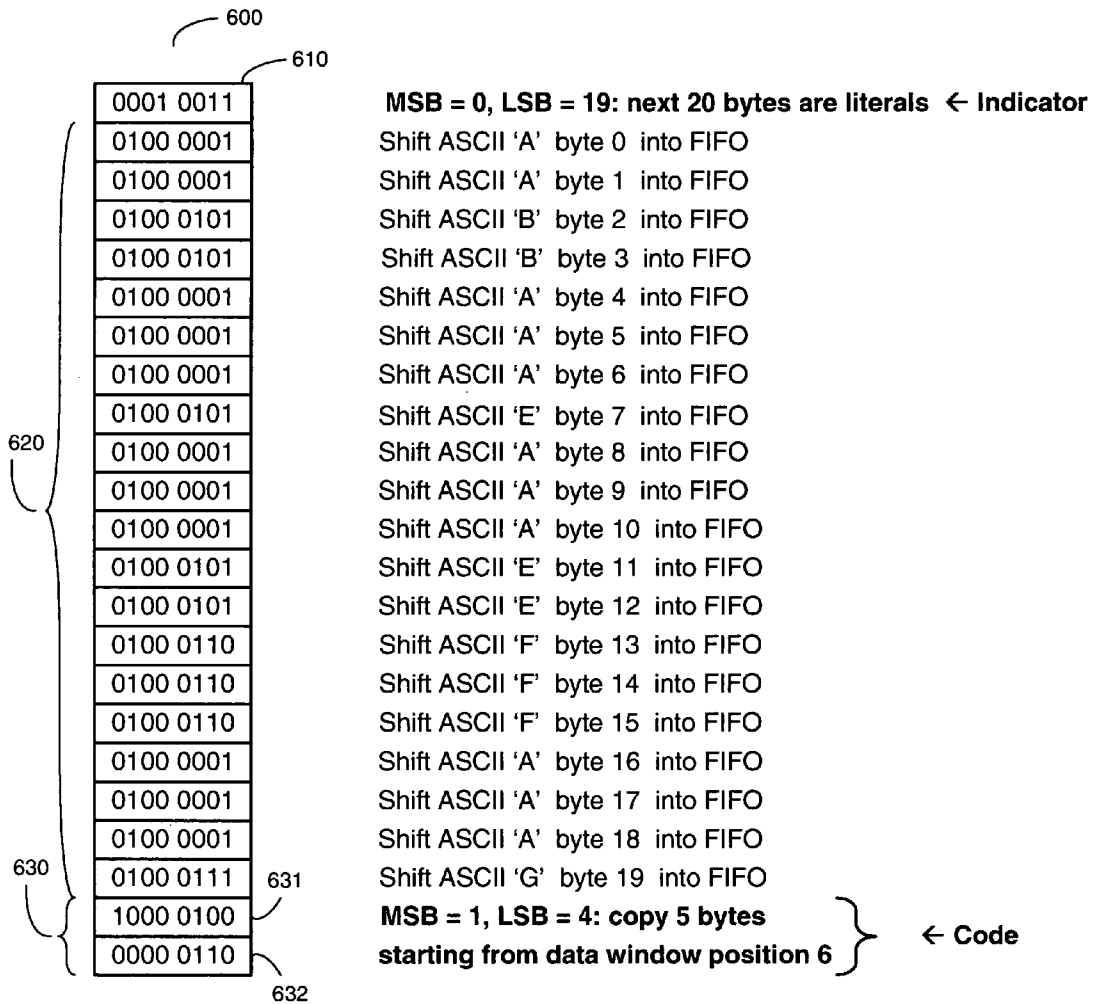 600
610
0001 0011 MSB = 0, LSB = 19: next 20 bytes are literals ← Indicator
0100 0001 Shift ASCII 'A' byte 0 into FIFO
0100 0001 Shift ASCII 'A' byte 1 into FIFO
0100 0101 Shift ASCII 'B' byte 2 into FIFO
0100 0101 Shift ASCII 'B' byte 3 into FIFO
0100 0001 Shift ASCII 'A' byte 4 into FIFO
0100 0001 Shift ASCII 'A' byte 5 into FIFO
0100 0001 Shift ASCII 'A' byte 6 into FIFO
0100 0101 Shift ASCII 'E' byte 7 into FIFO
620
0100 0001 Shift ASCII 'A' byte 8 into FIFO
0100 0001 Shift ASCII 'A' byte 9 into FIFO
0100 0001 Shift ASCII 'A' byte 10 into FIFO
0100 0101 Shift ASCII 'E' byte 11 into FIFO
0100 0101 Shift ASCII 'E' byte 12 into FIFO
0100 0110 Shift ASCII 'F' byte 13 into FIFO
0100 0110 Shift ASCII 'F' byte 14 into FIFO
0100 0110 Shift ASCII 'F' byte 15 into FIFO
0100 0001 Shift ASCII 'A' byte 16 into FIFO
0100 0001 Shift ASCII 'A' byte 17 into FIFO
0100 0001 Shift ASCII 'A' byte 18 into FIFO
630
0100 0111 631 Shift ASCII 'G' byte 19 into FIFO
1000 0100 MSB = 1, LSB = 4: copy 5 bytes
← Code
0000 0110 starting from data window position 6
632